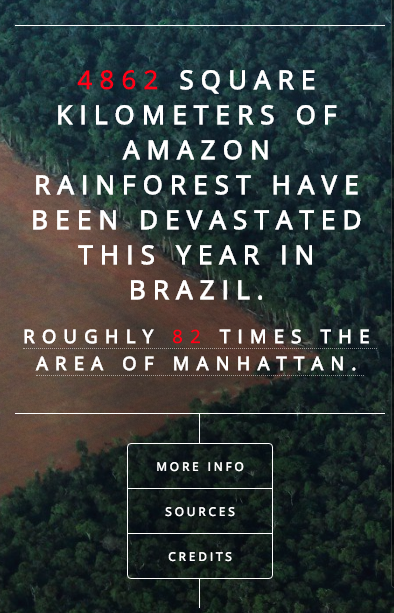 4862 SQUARE
KILOMETERS OF
AMAZON
RAINFOREST HAVE
BEEN DEVASTATED
THIS YEAR IN
BRAZIL.
ROUGHLY 82 TIMES THE
AREA OF MANHATTAN.
MORE INFO
SOURCES
CREDITS